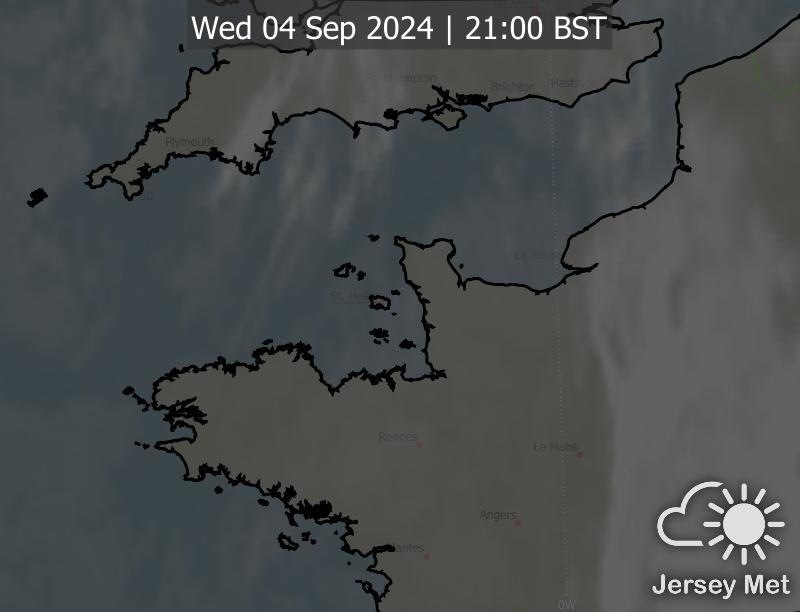 Wed 04 Sep 2024 | 21:00 BST
Southampton
Brighton
Hastings
Plymouth
Le Havre
St. Helier
Rennes
Le Mans
Angers
Nantes
0W
Jersey Met